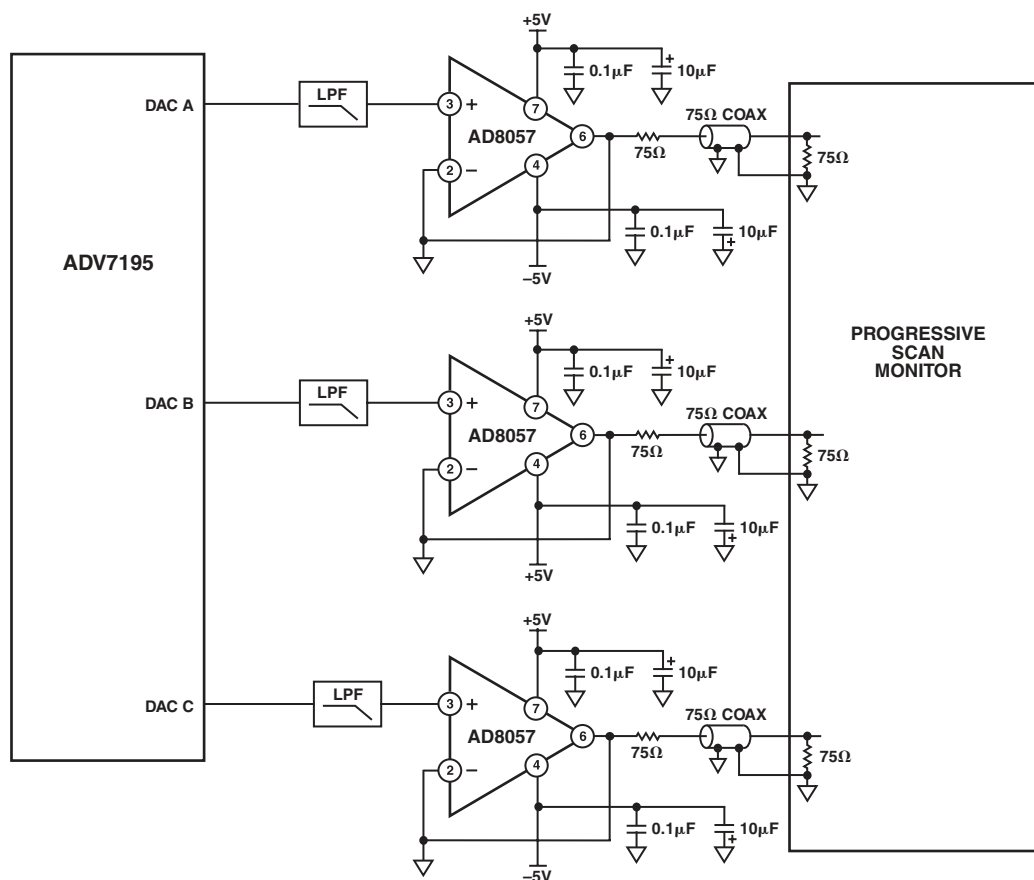 +5V
0.1µF
10µF
+
DAC A
LPF
3
+
7
AD8057
6
75Ω
75Ω COAX
75Ω
2
–
4
0.1µF
10µF
+
–5V
ADV7195
PROGRESSIVE
SCAN
MONITOR
+5V
0.1µF
10µF
+
DAC B
LPF
3
+
7
AD8057
6
75Ω
75Ω COAX
75Ω
2
–
4
0.1µF
10µF
+
+5V
+5V
0.1µF
10µF
+
DAC C
LPF
3
+
7
AD8057
6
75Ω
75Ω COAX
75Ω
2
–
4
0.1µF
10µF
+
–5V